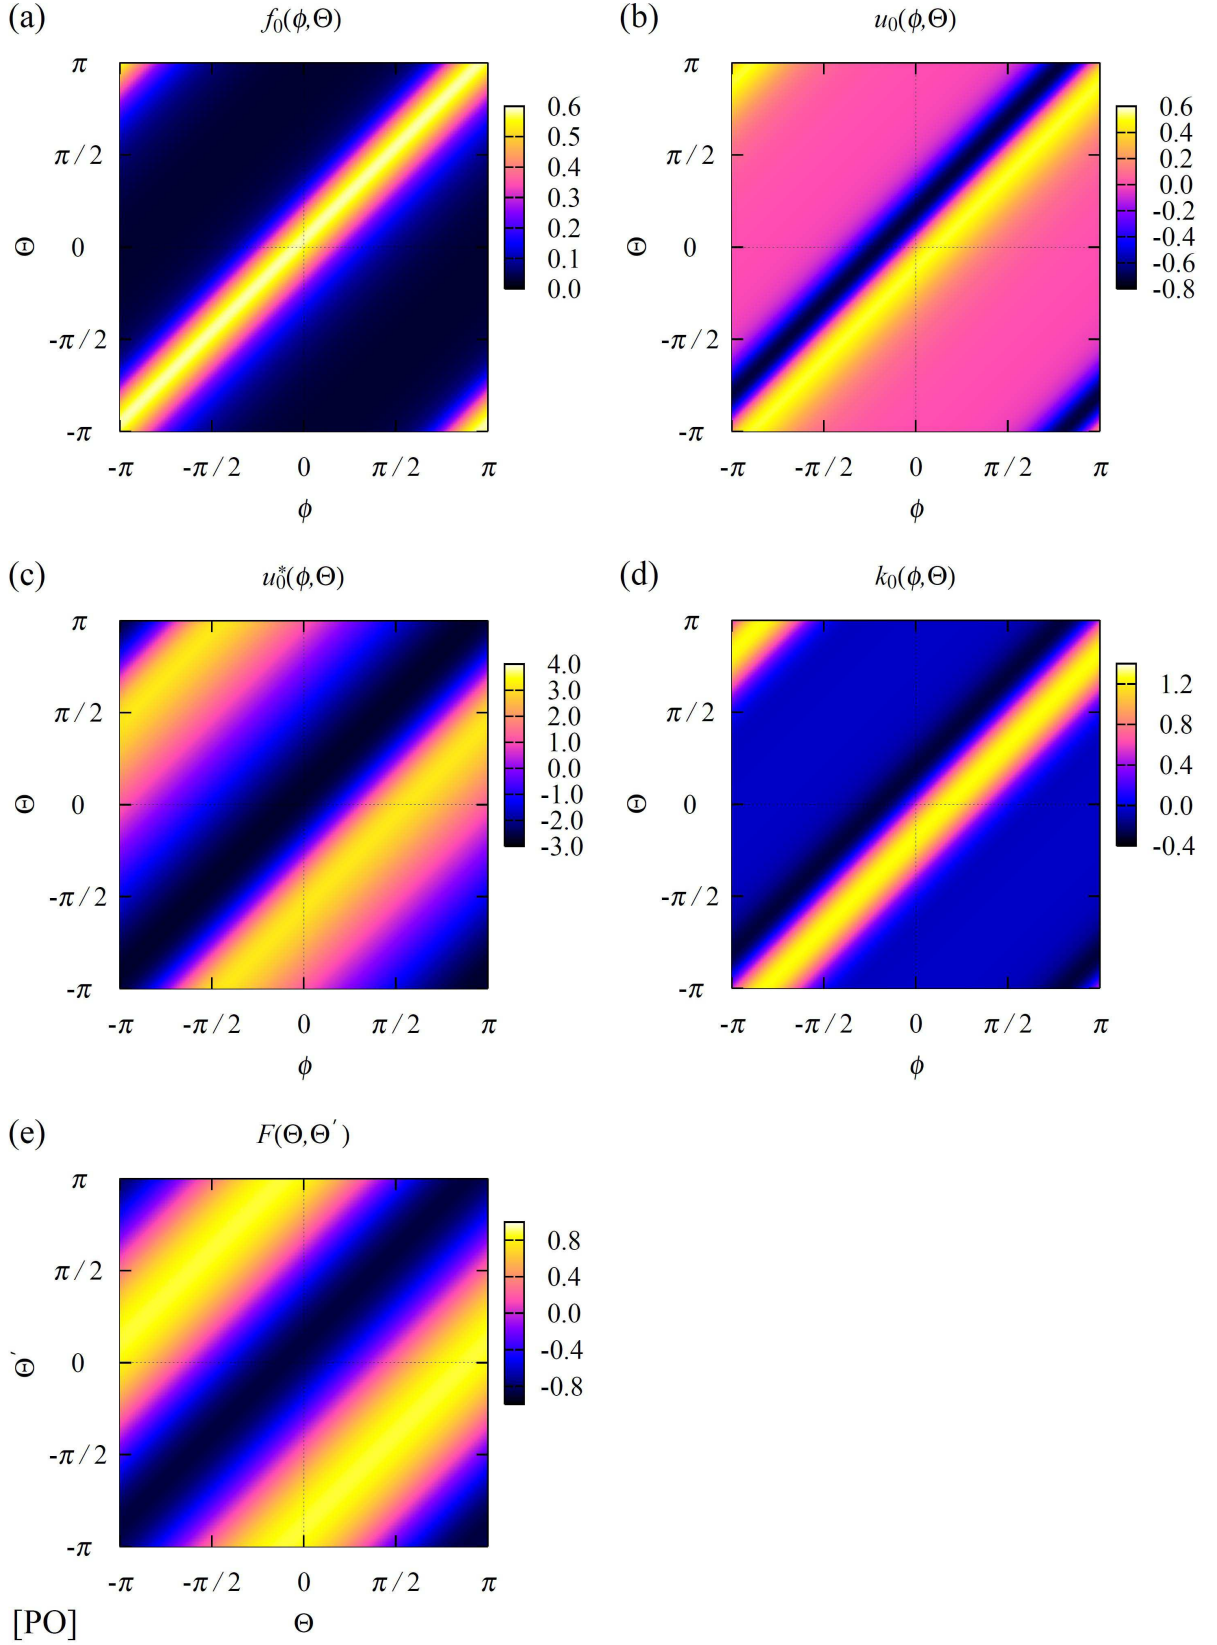 (a) f₀(ϕ,Θ)
π
π/2
Θ 0
-π/2
-π
-π -π/2 0 π/2 π
ϕ
0.6
0.5
0.4
0.3
0.2
0.1
0.0
(b) u₀(ϕ,Θ)
π
π/2
Θ 0
-π/2
-π
-π -π/2 0 π/2 π
ϕ
0.6
0.4
0.2
0.0
-0.2
-0.4
-0.6
-0.8
(c) u₀*(ϕ,Θ)
π
π/2
Θ 0
-π/2
-π
-π -π/2 0 π/2 π
ϕ
4.0
3.0
2.0
1.0
0.0
-1.0
-2.0
-3.0
(d) k₀(ϕ,Θ)
π
π/2
Θ 0
-π/2
-π
-π -π/2 0 π/2 π
ϕ
1.2
0.8
0.4
0.0
-0.4
(e) F(Θ,Θ′)
π
π/2
Θ′ 0
-π/2
-π
-π -π/2 0 π/2 π
Θ
0.8
0.4
0.0
-0.4
-0.8
[PO]